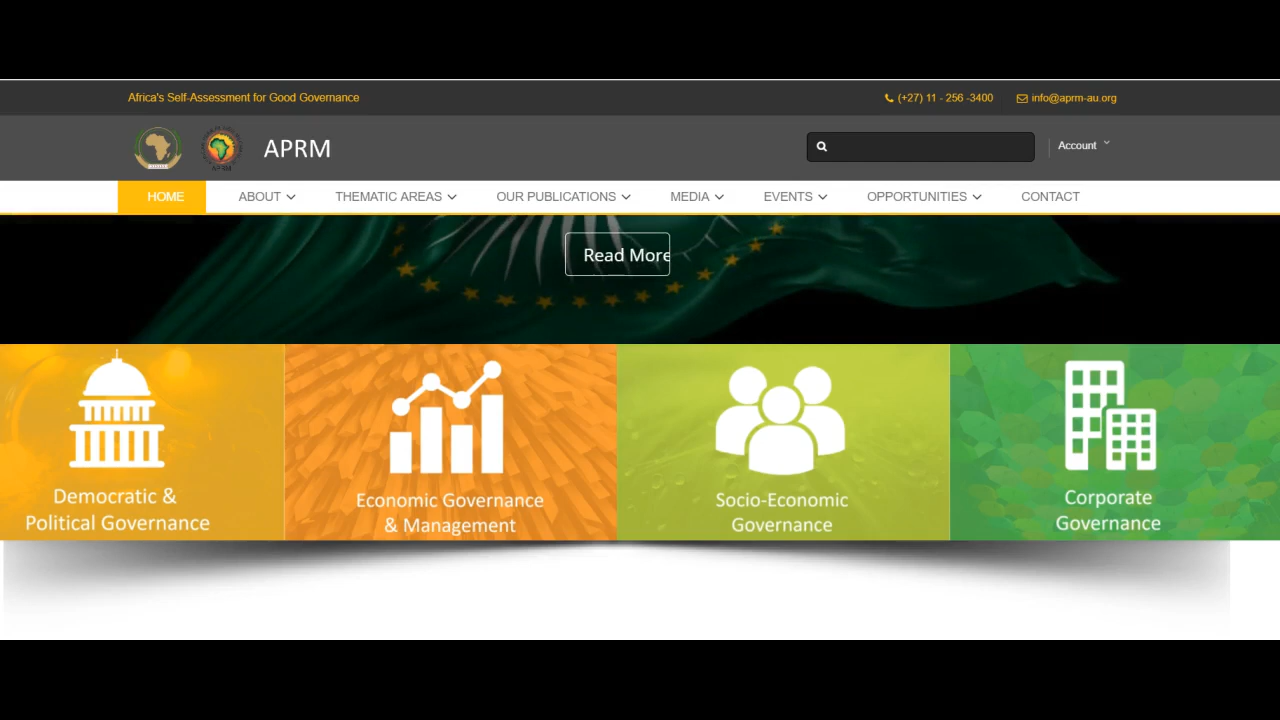 Africa's Self-Assessment for Good Governance
(+27) 11 - 256 -3400
info@aprm-au.org
APRM
APRM
Account
HOME
ABOUT
THEMATIC AREAS
OUR PUBLICATIONS
MEDIA
EVENTS
OPPORTUNITIES
CONTACT
Read More
Democratic &
Political Governance
Economic Governance
& Management
Socio-Economic
Governance
Corporate
Governance